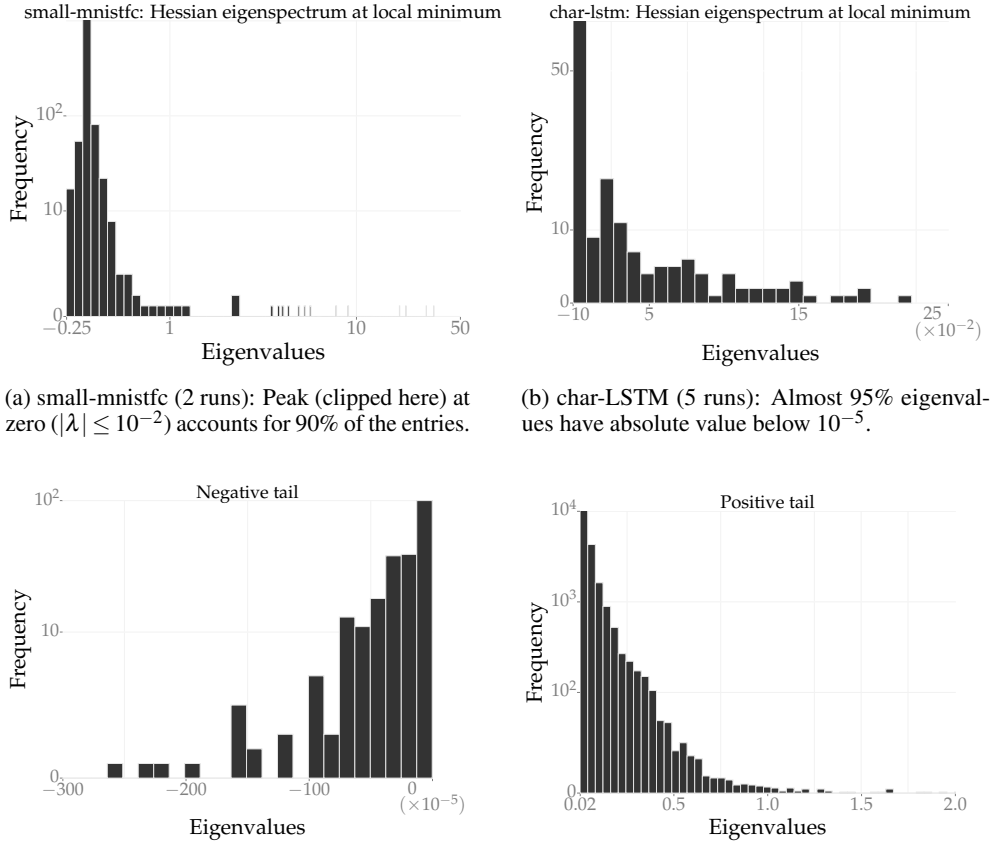 small-mnistfc: Hessian eigenspectrum at local minimum
Frequency
10²
10
0
−0.25
1
10
50
Eigenvalues
(a) small-mnistfc (2 runs): Peak (clipped here) at
zero (|λ| ≤ 10⁻²) accounts for 90% of the entries.
char-lstm: Hessian eigenspectrum at local minimum
Frequency
50
10
0
−10
5
15
25
(×10⁻²)
Eigenvalues
(b) char-LSTM (5 runs): Almost 95% eigenval-
ues have absolute value below 10⁻⁵.
Negative tail
Frequency
10²
10
0
−300
−200
−100
0
(×10⁻⁵)
Eigenvalues
Positive tail
Frequency
10⁴
10³
10²
0
0.02
0.5
1.0
1.5
2.0
Eigenvalues